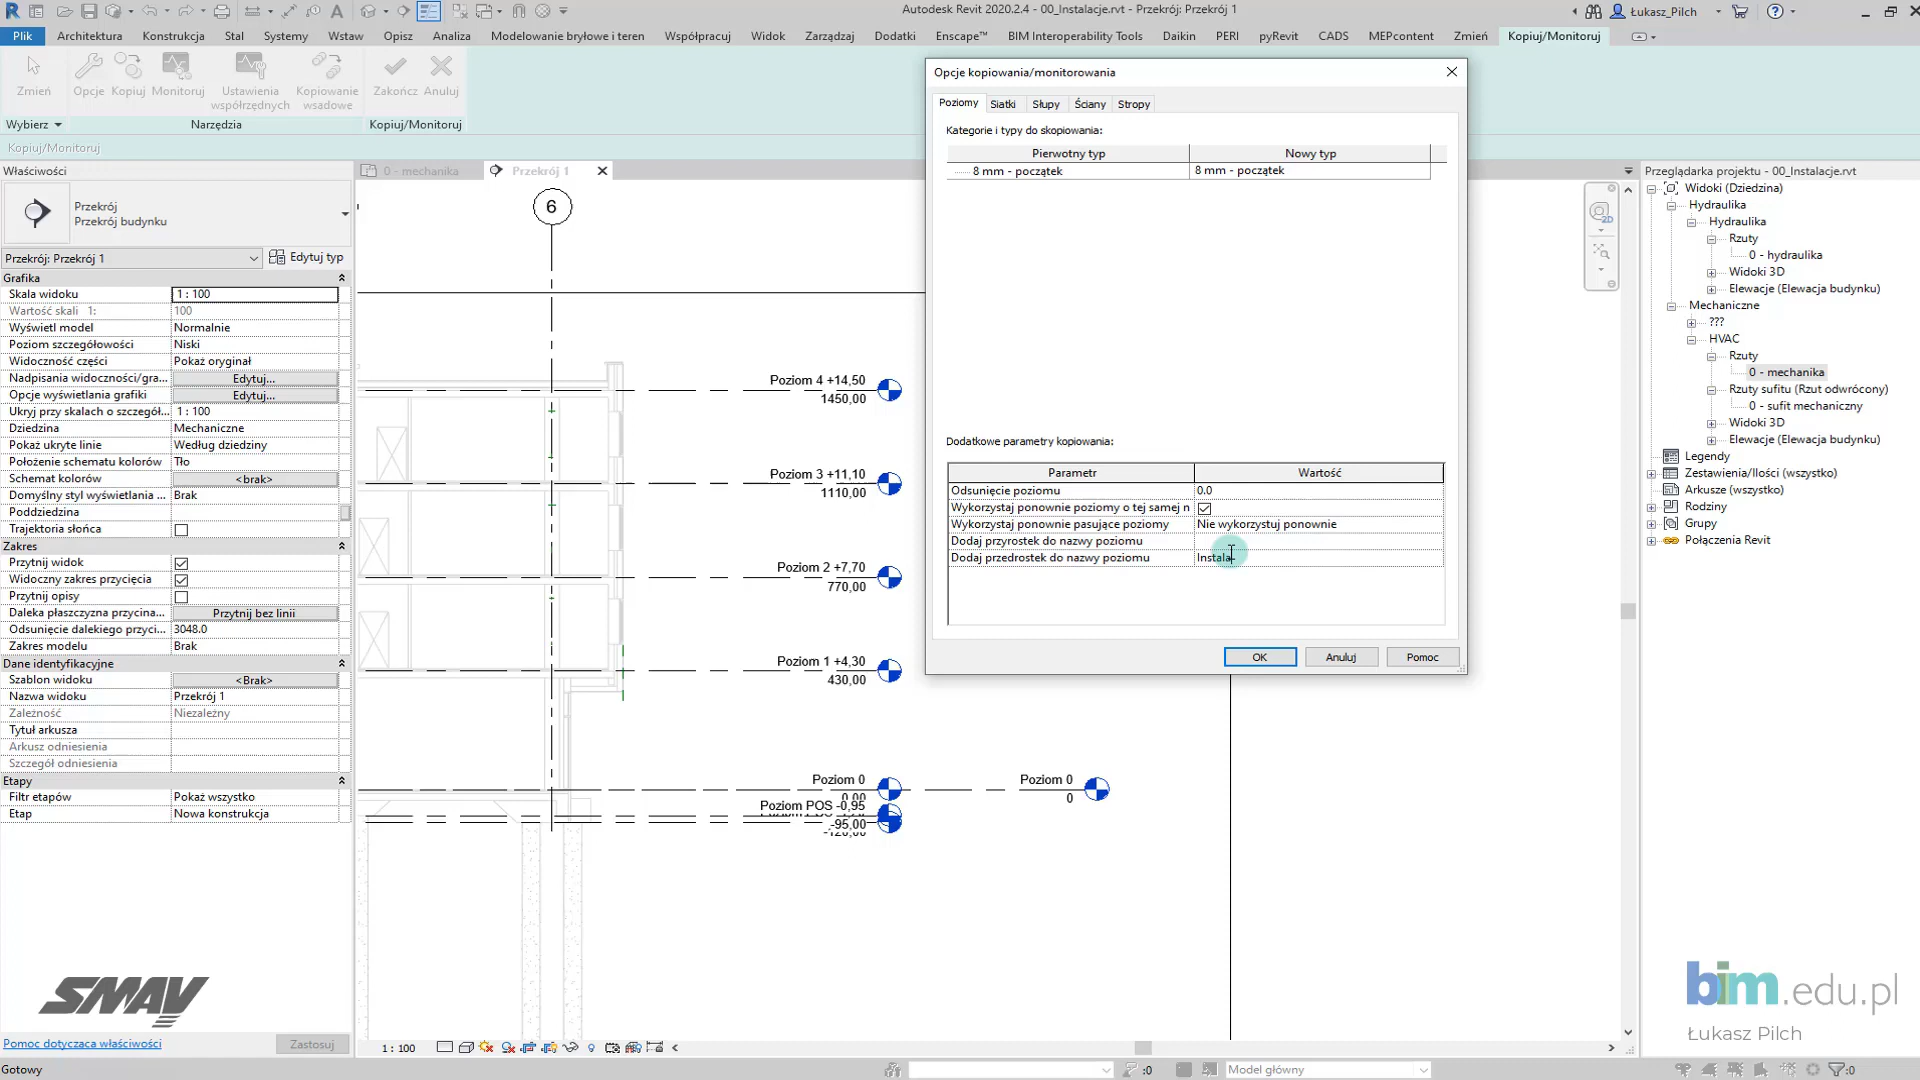 Autodesk Revit 2020.2.4 - 00_Instalacje.rvt - Przekrój: Przekrój 1
Łukasz_Pilch
Plik
Architektura
Konstrukcja
Stal
Systemy
Wstaw
Opisz
Analiza
Modelowanie bryłowe i teren
Współpracuj
Widok
Zarządzaj
Dodatki
Enscape™
BIM Interoperability Tools
Daikin
PERI
pyRevit
CADS
MEPcontent
Zmień
Kopiuj/Monitoruj
Zmień
Opcje
Kopiuj
Monitoruj
Ustawienia współrzędnych
Kopiowanie wsadowe
Zakończ
Anuluj
Wybierz
Narzędzia
Kopiuj/Monitoruj
Kopiuj/Monitoruj
Właściwości
Przekrój
Przekrój budynku
Przekrój: Przekrój 1
Edytuj typ
Grafika
Skala widoku 1 : 100
Wartość skali 1: 100
Wyświetl model Normalnie
Poziom szczegółowości Niski
Widoczność części Pokaż oryginał
Nadpisania widoczności/gra... Edytuj...
Opcje wyświetlania grafiki Edytuj...
Ukryj przy skalach o szczegół... 1 : 100
Dziedzina Mechaniczne
Pokaż ukryte linie Według dziedziny
Położenie schematu kolorów Tło
Schemat kolorów <brak>
Domyślny styl wyświetlania ... Brak
Poddziedzina
Trajektoria słońca
Zakres
Przytnij widok
Widoczny zakres przycięcia
Przytnij opisy
Daleka płaszczyzna przycina... Przytnij bez linii
Odsunięcie dalekiego przyci... 3048.0
Zakres modelu Brak
Dane identyfikacyjne
Szablon widoku <Brak>
Nazwa widoku Przekrój 1
Zależność Niezależny
Tytuł arkusza
Arkusz odniesienia
Szczegół odniesienia
Etapy
Filtr etapów Pokaż wszystko
Etap Nowa konstrukcja
SMAY
Pomoc dotycząca właściwości
Zastosuj
Gotowy
0 - mechanika
Przekrój 1
6
Poziom 4 +14,50
1450,00
Poziom 3 +11,10
1110,00
Poziom 2 +7,70
770,00
Poziom 1 +4,30
430,00
Poziom 0
0,00
Poziom POS -0,95
-95,00
Poziom 0
0
1 : 100
:0
Model główny
:0
Opcje kopiowania/monitorowania
Poziomy
Siatki
Słupy
Ściany
Stropy
Kategorie i typy do skopiowania:
Pierwotny typ
Nowy typ
8 mm - początek
8 mm - początek
Dodatkowe parametry kopiowania:
Parametr
Wartość
Odsunięcie poziomu 0.0
Wykorzystaj ponownie poziomy o tej samej n
Wykorzystaj ponownie pasujące poziomy Nie wykorzystuj ponownie
Dodaj przyrostek do nazwy poziomu
Dodaj przedrostek do nazwy poziomu Instala
OK
Anuluj
Pomoc
2D
Przeglądarka projektu - 00_Instalacje.rvt
Widoki (Dziedzina)
Hydraulika
Hydraulika
Rzuty
0 - hydraulika
Widoki 3D
Elewacje (Elewacja budynku)
Mechaniczne
???
HVAC
Rzuty
0 - mechanika
Rzuty sufitu (Rzut odwrócony)
0 - sufit mechaniczny
Widoki 3D
Elewacje (Elewacja budynku)
Legendy
Zestawienia/Ilości (wszystko)
Arkusze (wszystko)
Rodziny
Grupy
Połączenia Revit
bim.edu.pl
Łukasz Pilch